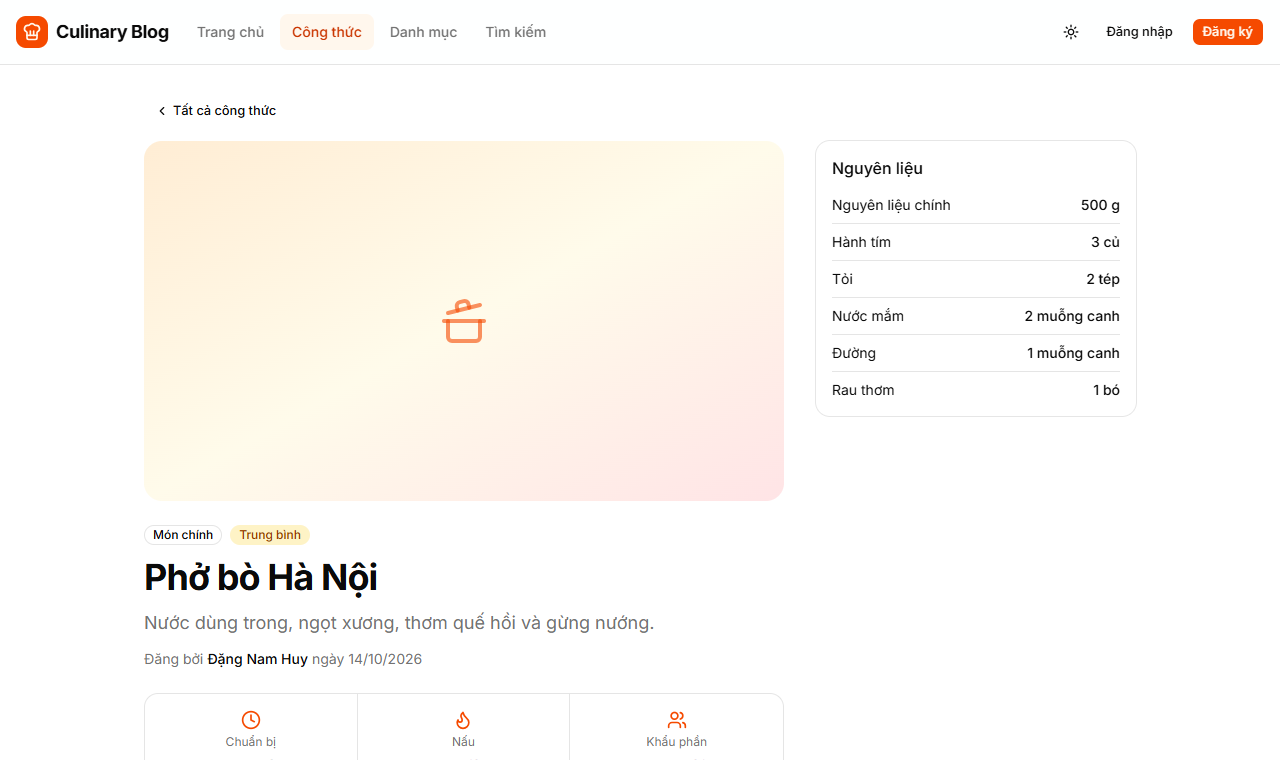 Culinary Blog
Trang chủ
Công thức
Danh mục
Tìm kiếm
Đăng nhập
Đăng ký
Tất cả công thức
Nguyên liệu
Nguyên liệu chính 500 g
Hành tím 3 củ
Tỏi 2 tép
Nước mắm 2 muỗng canh
Đường 1 muỗng canh
Rau thơm 1 bó
Món chính
Trung bình
Phở bò Hà Nội
Nước dùng trong, ngọt xương, thơm quế hồi và gừng nướng.
Đăng bởi Đặng Nam Huy ngày 14/10/2026
Chuẩn bị
Nấu
Khẩu phần